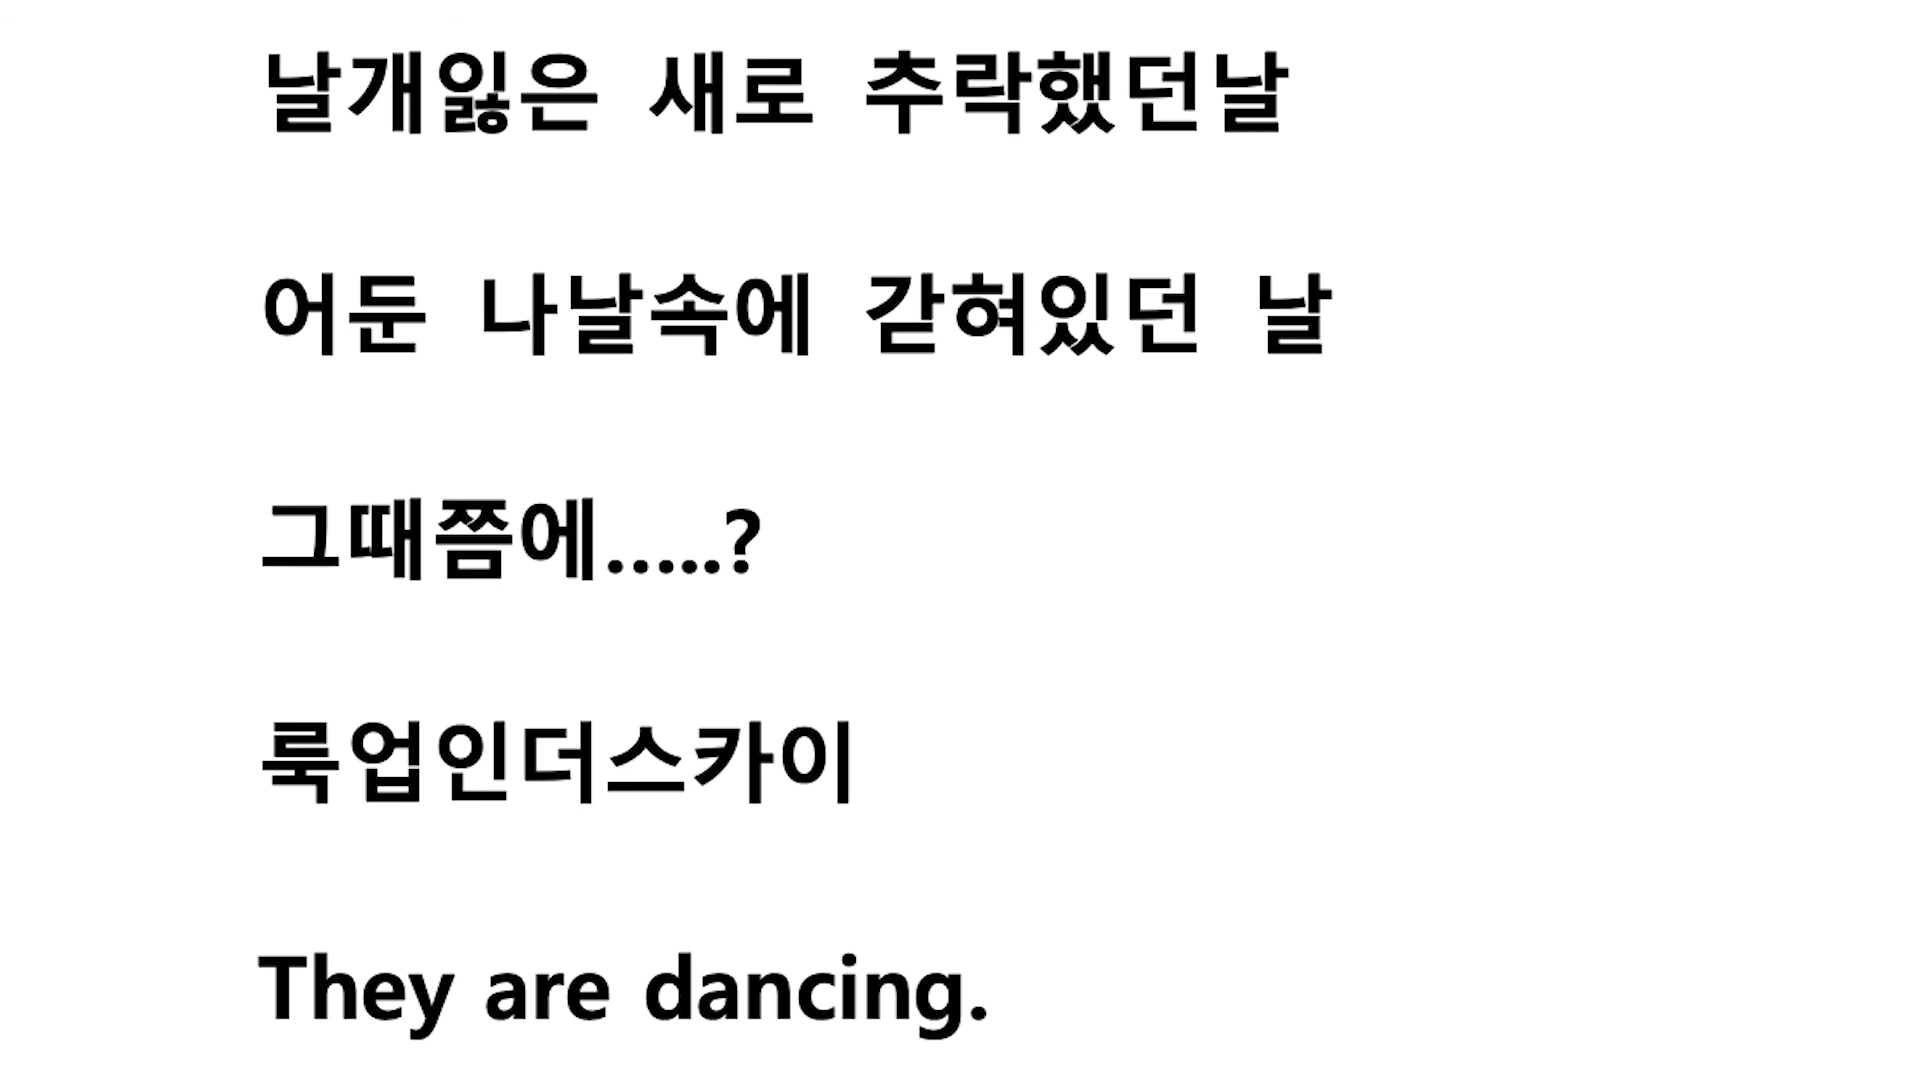 날개잃은 새로 추락했던날
어둔 나날속에 갇혀있던 날
그때쯤에.....?
룩업인더스카이
They are dancing.